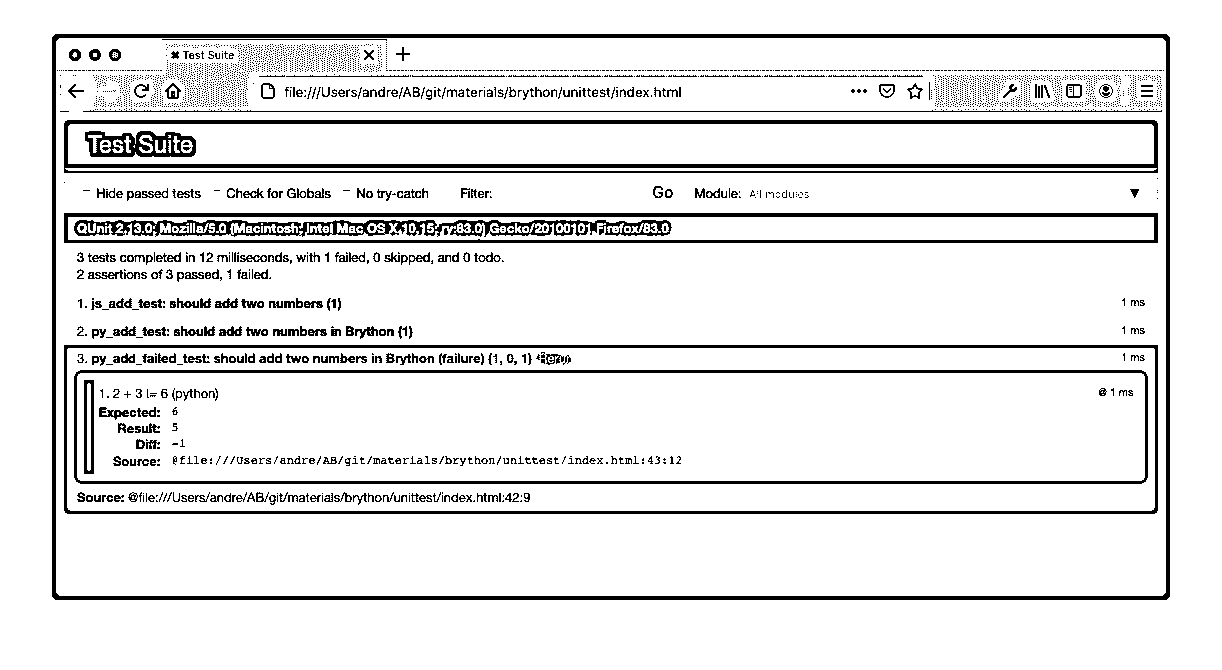 ✖ Test Suite
file:///Users/andre/AB/git/materials/brython/unittest/index.html
Test Suite
Hide passed tests Check for Globals No try-catch Filter: Go Module: All modules ▼
QUnit 2.13.0; Mozilla/5.0 (Macintosh; Intel Mac OS X 10.15; rv:83.0) Gecko/20100101 Firefox/83.0
3 tests completed in 12 milliseconds, with 1 failed, 0 skipped, and 0 todo.
2 assertions of 3 passed, 1 failed.
1. js_add_test: should add two numbers (1) 1 ms
2. py_add_test: should add two numbers in Brython (1) 1 ms
3. py_add_failed_test: should add two numbers in Brython (failure) (1, 0, 1) Rerun 1 ms
1. 2 + 3 != 6 (python) @ 1 ms
Expected: 6
Result: 5
Diff: -1
Source: @file:///Users/andre/AB/git/materials/brython/unittest/index.html:43:12
Source: @file:///Users/andre/AB/git/materials/brython/unittest/index.html:42:9